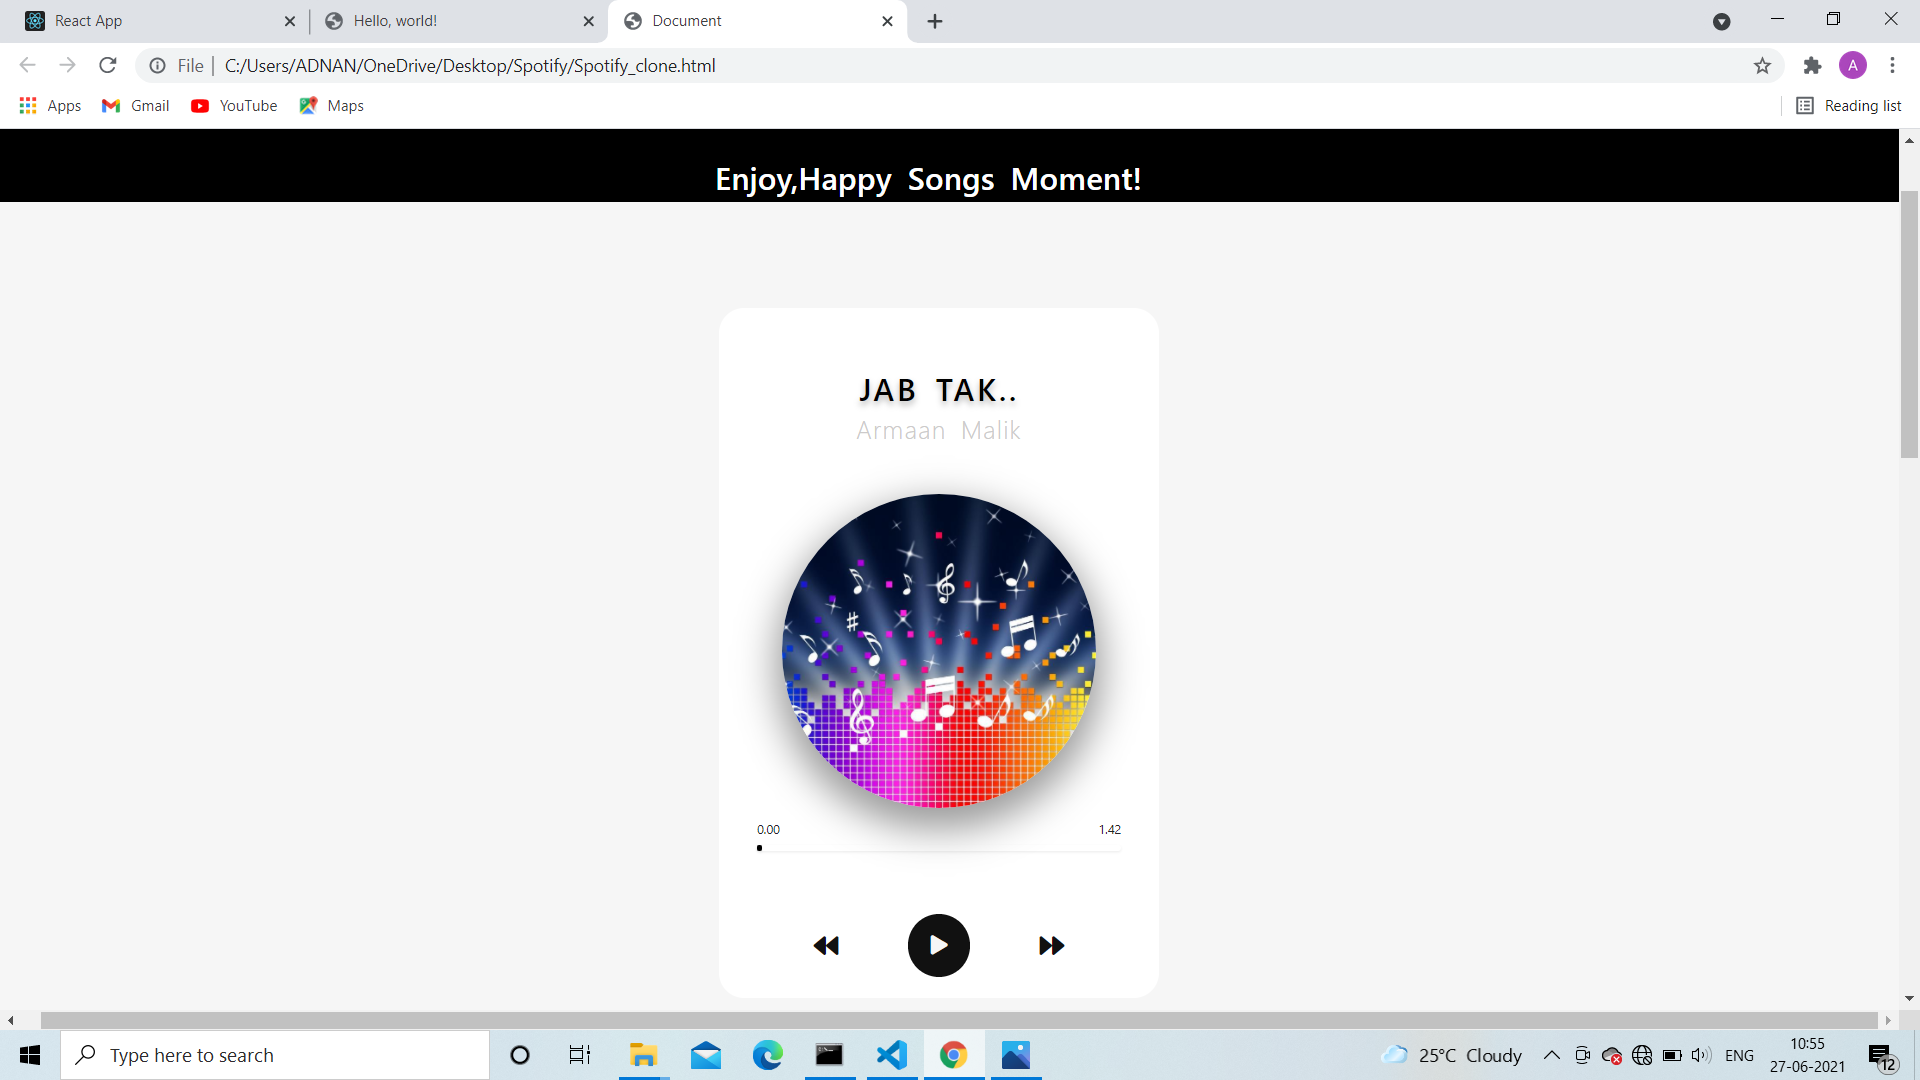 React App
Hello, world!
Document
File C:/Users/ADNAN/OneDrive/Desktop/Spotify/Spotify_clone.html
A
Apps Gmail YouTube Maps Reading list
Enjoy,Happy Songs Moment!
JAB TAK..
Armaan Malik
0.00 1.42
Type here to search
25°C Cloudy
ENG
10:55
27-06-2021
12